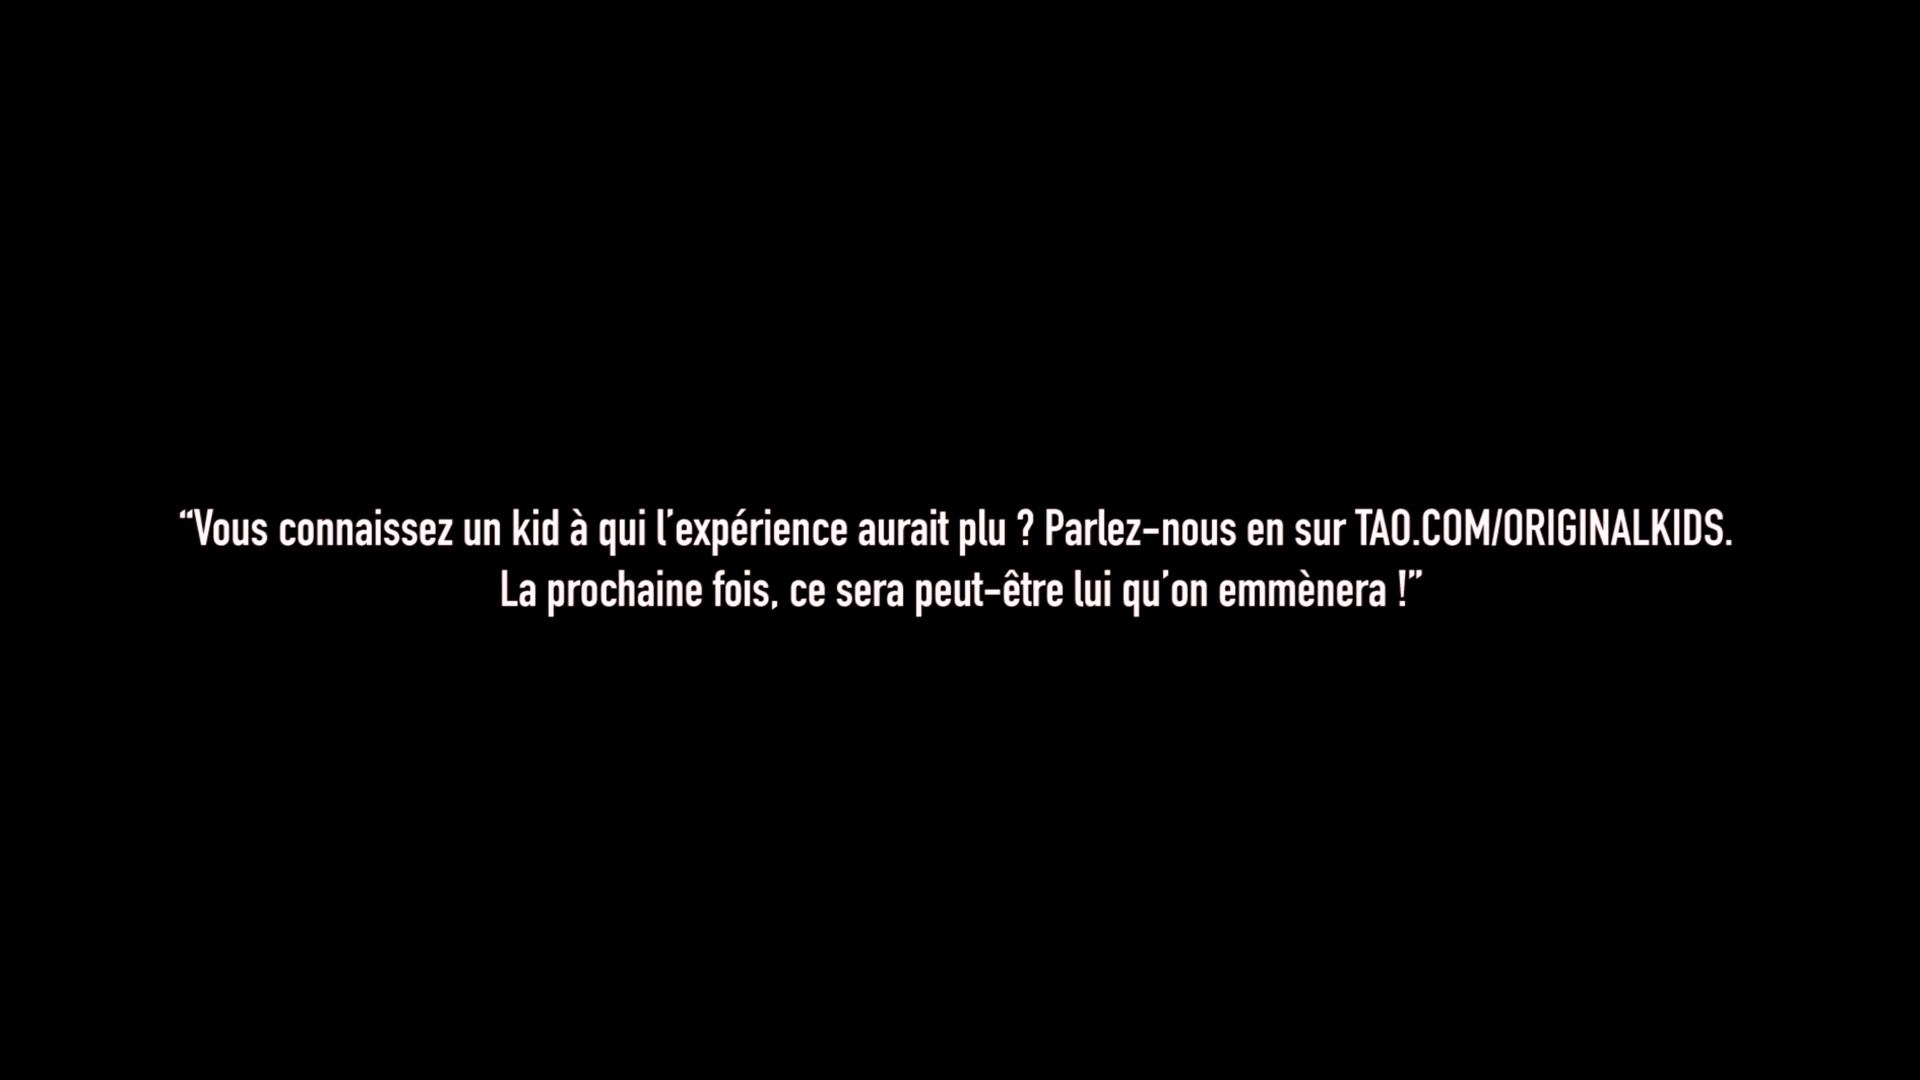 “Vous connaissez un kid à qui l’expérience aurait plu ? Parlez-nous en sur TAO.COM/ORIGINALKIDS.
La prochaine fois, ce sera peut-être lui qu’on emmènera !”